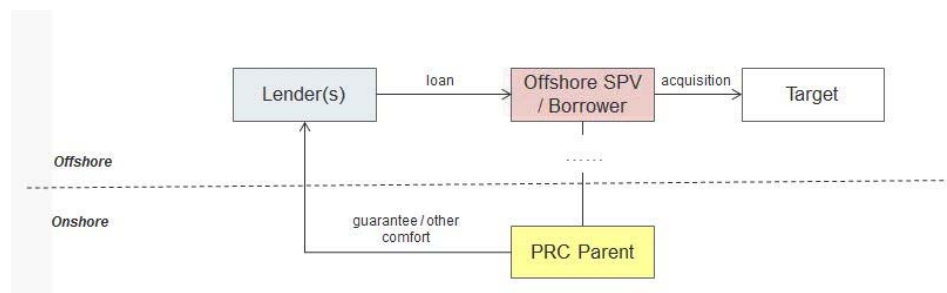 Lender(s)
loan
Offshore SPV
/ Borrower
acquisition
Target
......
Offshore
Onshore
guarantee / other
comfort
PRC Parent